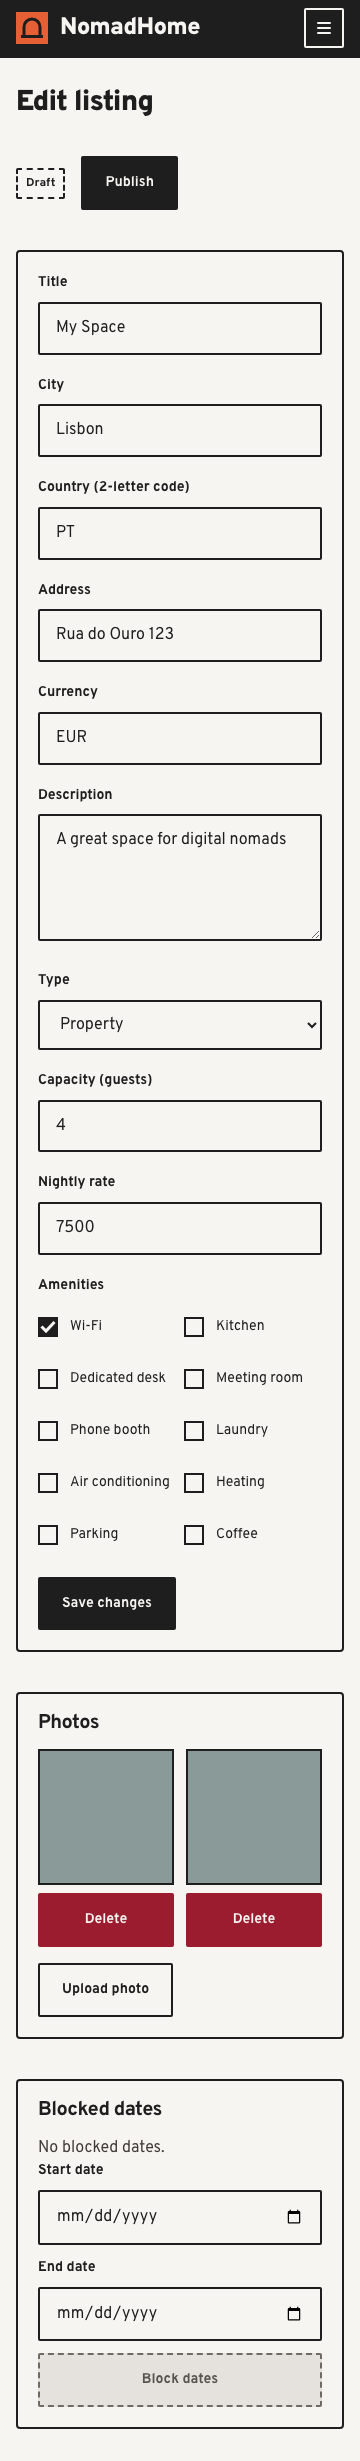 NomadHome
Edit listing
Draft
Publish
Title
My Space
City
Lisbon
Country (2-letter code)
PT
Address
Rua do Ouro 123
Currency
EUR
Description
A great space for digital nomads
Type
Property
Capacity (guests)
4
Nightly rate
7500
Amenities
Wi-Fi
Kitchen
Dedicated desk
Meeting room
Phone booth
Laundry
Air conditioning
Heating
Parking
Coffee
Save changes
Photos
Delete
Delete
Upload photo
Blocked dates
No blocked dates.
Start date
mm/dd/yyyy
End date
mm/dd/yyyy
Block dates